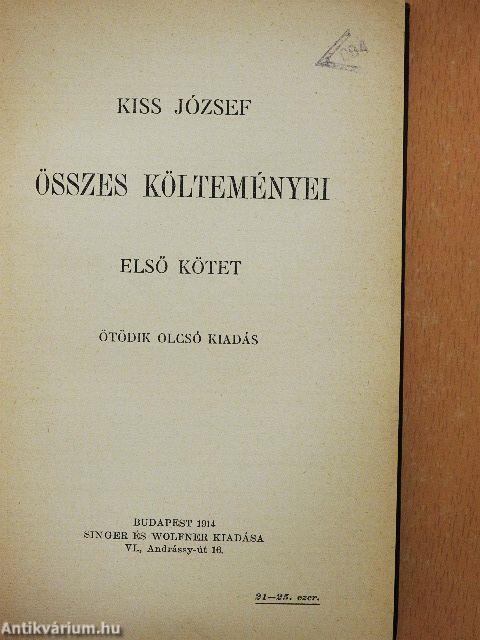 KISS JÓZSEF
ÖSSZES KÖLTEMÉNYEI
ELSŐ KÖTET
ÖTÖDIK OLCSÓ KIADÁS
BUDAPEST 1914
SINGER ÉS WOLFNER KIADÁSA
VI., Andrássy-út 16.
21—25. ezer.
Antikvárium.hu